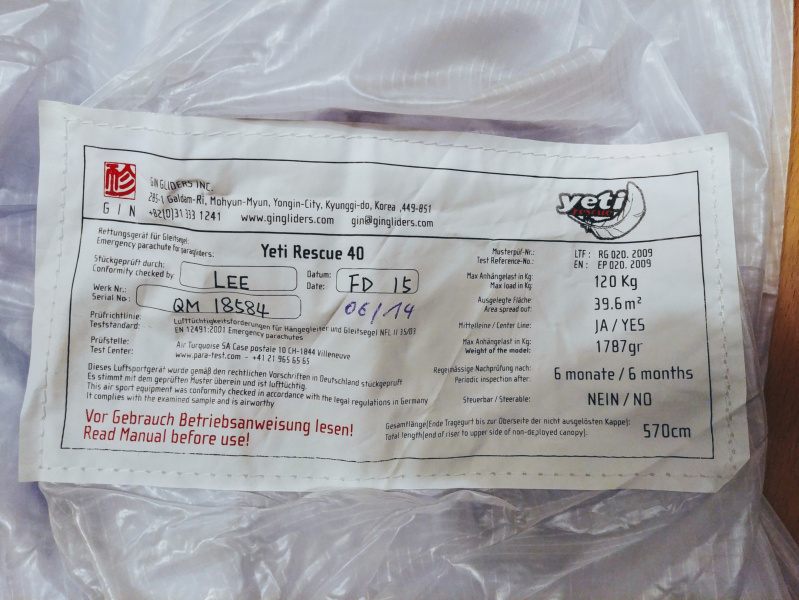 GIN GLIDERS INC.
285-1 Galdam-Ri, Mohyun-Myun, Yongin-City, Kyunggi-do, Korea ,449-851
+82[0]31 333 1241 www.gingliders.com gin@gingliders.com
GIN
yeti
rescue
Rettungsgerät für Gleitsegel:
Emergency parachute for paragliders:
Yeti Rescue 40
Stückgeprüft durch:
Conformity checked by
LEE
Datum:
Date:
FD 15
Werk Nr.:
Serial No.:
QM 18584
06/14
Prüfrichtlinie:
Teststandard:
Lufttüchtigkeitsforderungen für Hängegleiter und Gleitsegel NFL II 35/03
EN 12491:2001 Emergency parachutes
Prüfstelle:
Test Center:
Air Turquoise SA Case postale 10 CH-1844 Villeneuve
www.para-test.com - +41 21 965 65 65
Dieses Luftsportgerät wurde gemäß den rechtlichen Vorschriften in Deutschland stückgeprüft
Es stimmt mit dem geprüften Muster überein und ist lufttüchtig.
This air sport equipment was conformity checked in accordance with the legal regulations in Germany
It complies with the examined sample and is airworthy
Vor Gebrauch Betriebsanweisung lesen!
Read Manual before use!
Musterprüf-Nr.:
Test Reference-No.:
LTF : RG 020. 2009
EN : EP 020. 2009
Max Anhängelast in Kg:
Max load in Kg:
120 Kg
Ausgelegte Fläche
Area spread out:
39.6m²
Mittelleine / Center Line:
JA / YES
Max Anhängelast in Kg:
Weight of the model:
1787gr
Regelmässige Nachprüfung nach:
Periodic inspection after:
6 monate / 6 months
Steuerbar / Steerable:
NEIN / NO
Gesamtlänge[Ende Tragegurt bis zur Oberseite der nicht ausgelösten Kappe]:
Total length[end of riser to upper side of non-deployed canopy]:
570cm